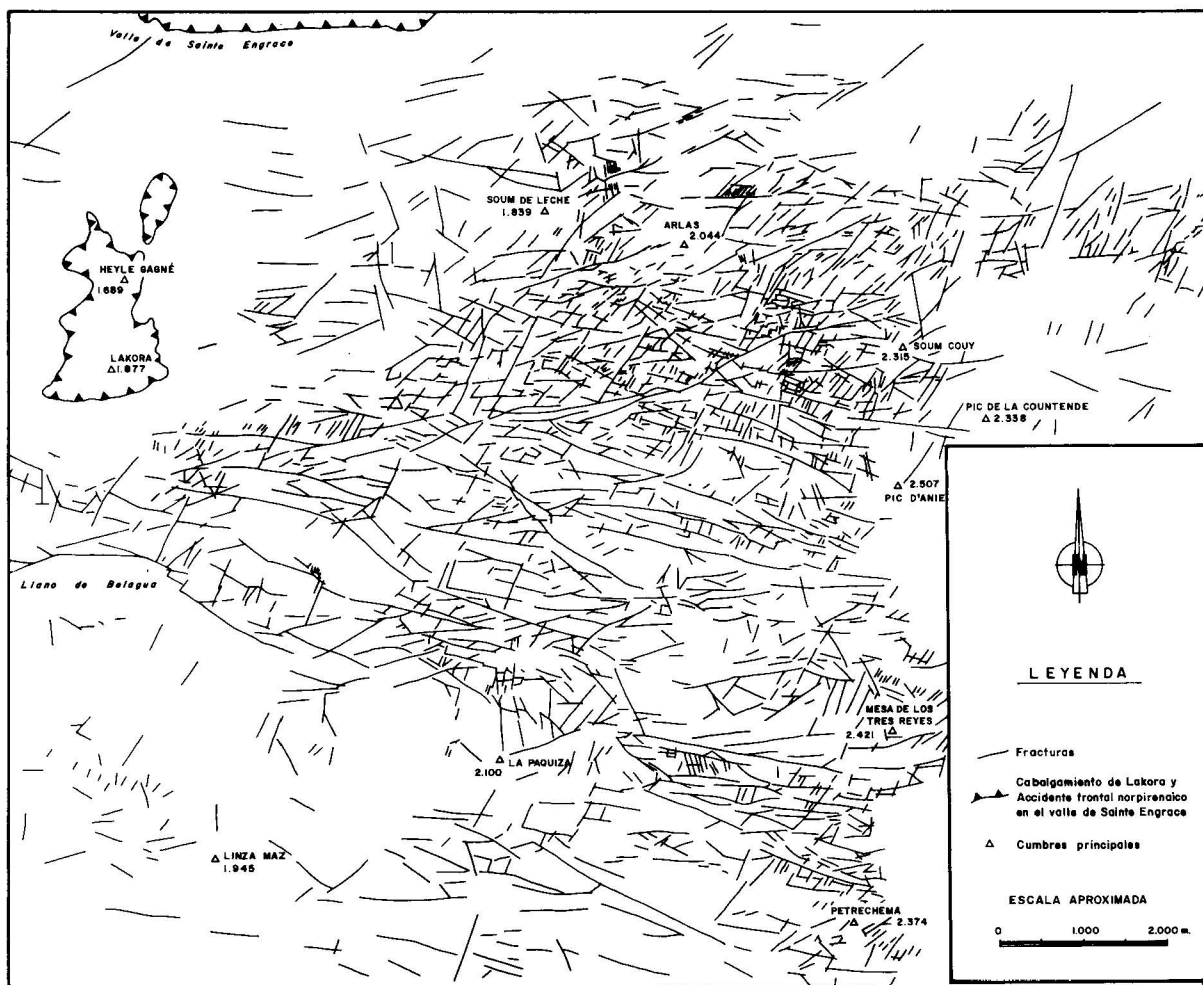 Valle de Sainte Engrace
SOUM DE LECHE
1.839
ARLAS
2.044
HEYLE GAGNÉ
1.689
LAKORA
1.877
SOUM COUY
2.315
PIC DE LA COUNTENDE
2.338
2.507
PIC D'ANIE
Llano de Belagua
MESA DE LOS
TRES REYES
2.421
LA PAQUIZA
2.100
LINZA MAZ
1.945
PETRECHEMA
2.374
N
LEYENDA
Fracturas
Cabalgamiento de Lakora y
Accidente frontal norpirenaico
en el valle de Sainte Engrace
Cumbres principales
ESCALA APROXIMADA
0 1.000 2.000 m.